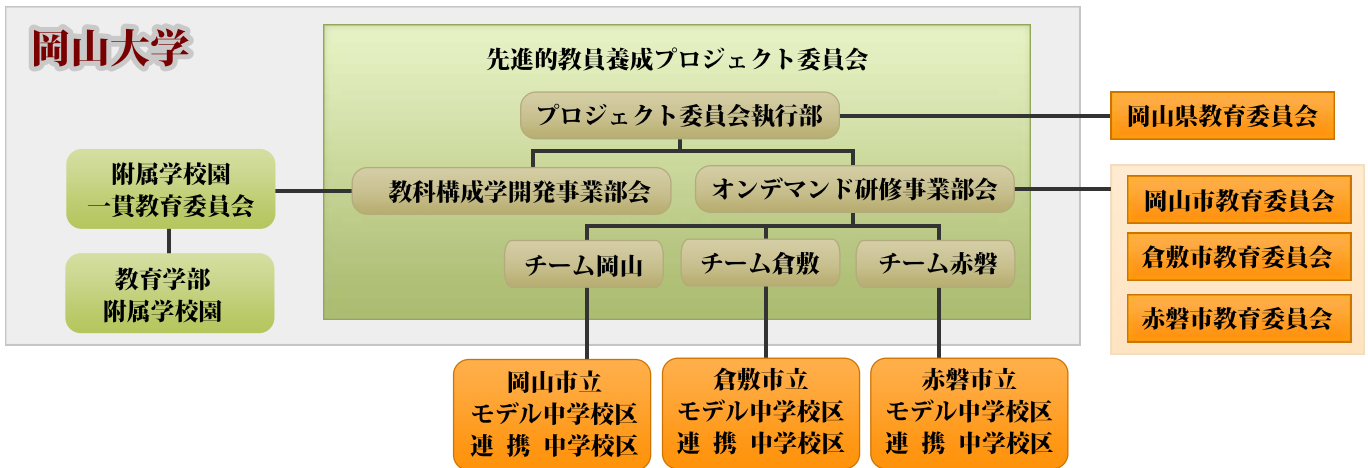 岡山大学
先進的教員養成プロジェクト委員会
プロジェクト委員会執行部
岡山県教育委員会
附属学校園
一貫教育委員会
教科構成学開発事業部会
オンデマンド研修事業部会
岡山市教育委員会
倉敷市教育委員会
赤磐市教育委員会
教育学部
附属学校園
チーム岡山
チーム倉敷
チーム赤磐
岡山市立
モデル中学校区
連 携 中学校区
倉敷市立
モデル中学校区
連 携 中学校区
赤磐市立
モデル中学校区
連 携 中学校区